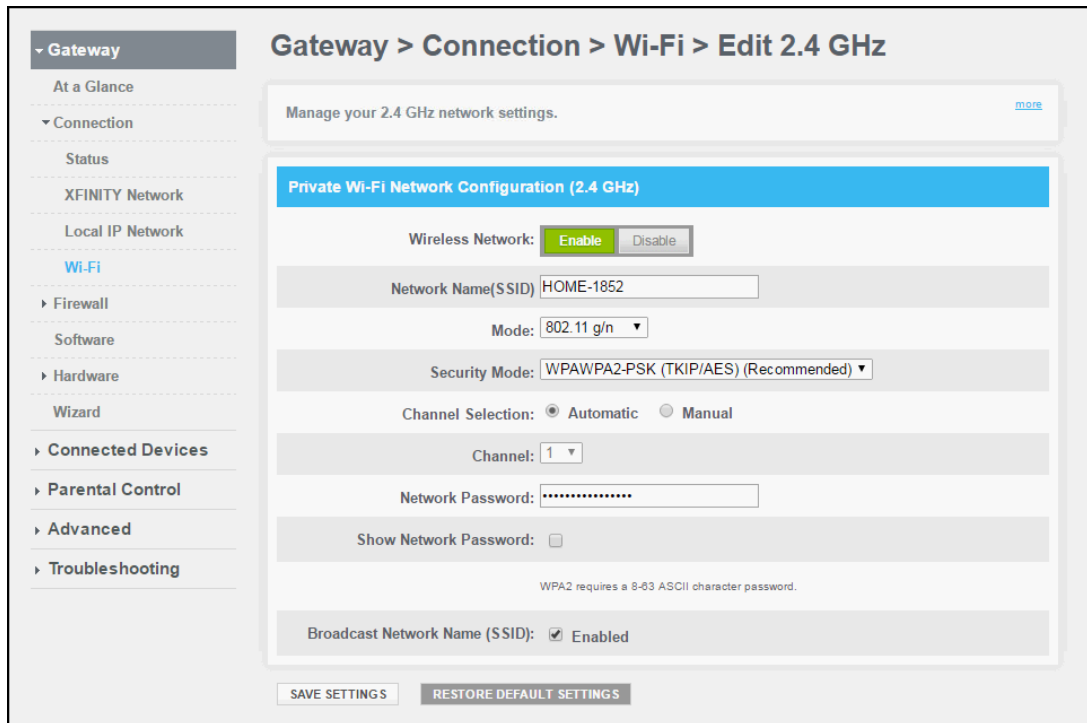 Gateway
At a Glance
Connection
Status
XFINITY Network
Local IP Network
Wi-Fi
Firewall
Software
Hardware
Wizard
Connected Devices
Parental Control
Advanced
Troubleshooting
Gateway > Connection > Wi-Fi > Edit 2.4 GHz
Manage your 2.4 GHz network settings.
more
Private Wi-Fi Network Configuration (2.4 GHz)
Wireless Network: Enable Disable
Network Name(SSID) HOME-1852
Mode: 802.11 g/n
Security Mode: WPAWPA2-PSK (TKIP/AES) (Recommended)
Channel Selection: Automatic Manual
Channel: 1
Network Password: ••••••••••••••••
Show Network Password:
WPA2 requires a 8-63 ASCII character password.
Broadcast Network Name (SSID): Enabled
SAVE SETTINGS RESTORE DEFAULT SETTINGS